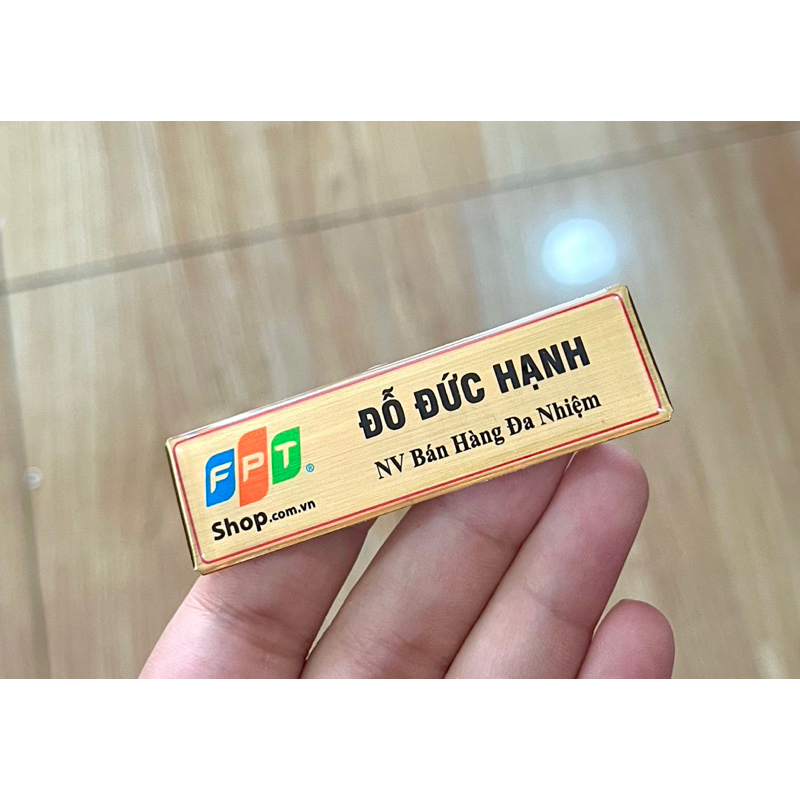 FPT®
Shop.com.vn
ĐỖ ĐỨC HẠNH
NV Bán Hàng Đa Nhiệm